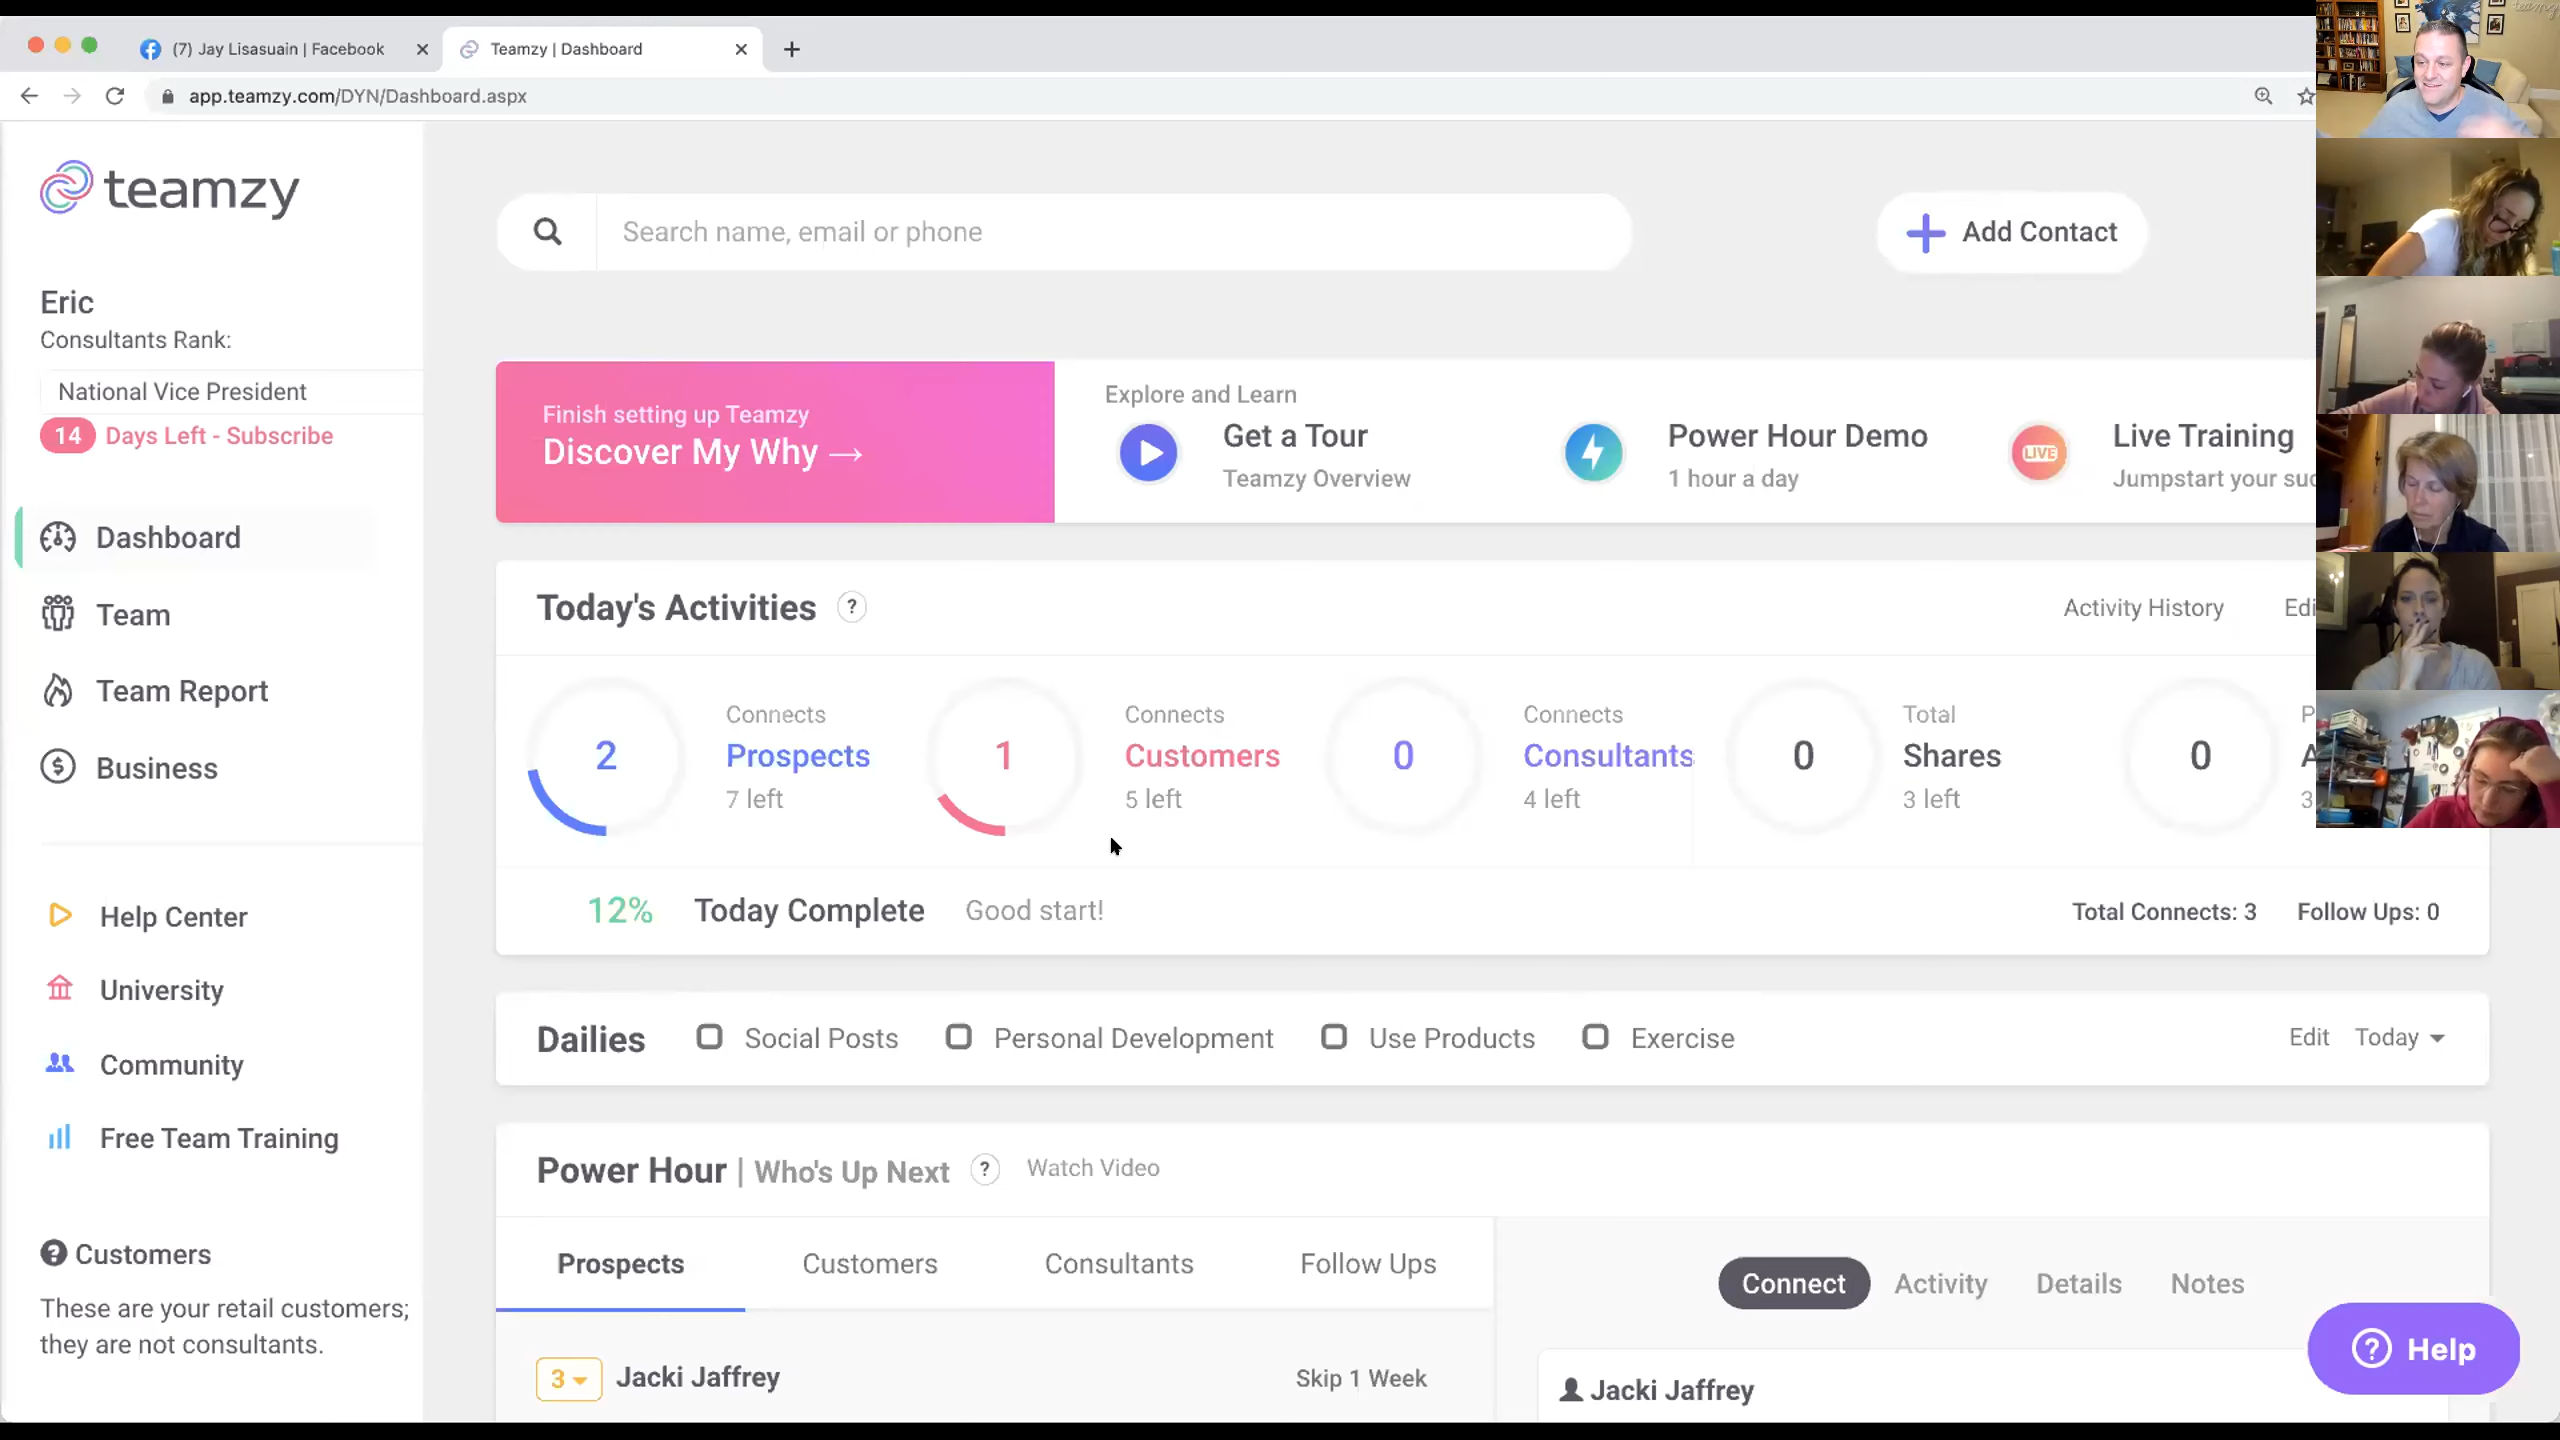 (7) Jay Lisasuain | Facebook
Teamzy | Dashboard
app.teamzy.com/DYN/Dashboard.aspx
teamzy
Eric
Consultants Rank:
National Vice President
14 Days Left - Subscribe
Dashboard
Team
Team Report
Business
Help Center
University
Community
Free Team Training
Customers
These are your retail customers;
they are not consultants.
Search name, email or phone
Add Contact
Finish setting up Teamzy
Discover My Why →
Explore and Learn
Get a Tour
Teamzy Overview
Power Hour Demo
1 hour a day
LIVE
Live Training
Jumpstart your suc
Today's Activities ?
Activity History Edi
2
Connects
Prospects
7 left
1
Connects
Customers
5 left
0
Connects
Consultants
4 left
0
Total
Shares
3 left
0
P
A
3
12% Today Complete Good start!
Total Connects: 3 Follow Ups: 0
Dailies Social Posts Personal Development Use Products Exercise
Edit Today
Power Hour | Who's Up Next ? Watch Video
Prospects Customers Consultants Follow Ups
3 Jacki Jaffrey Skip 1 Week
Connect Activity Details Notes
Jacki Jaffrey
? Help